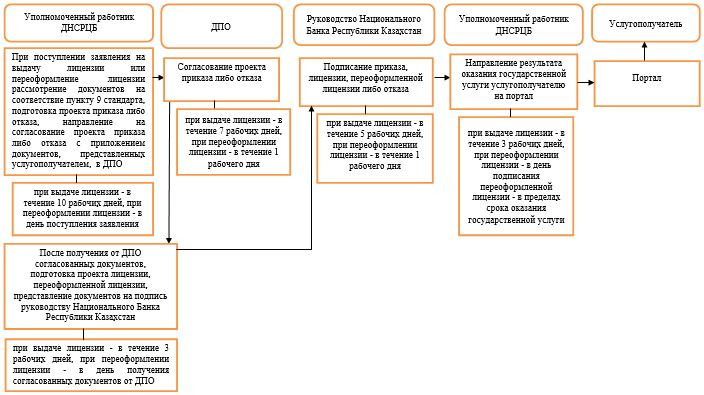 Уполномоченный работник
ДНСРЦБ
ДПО
Руководство Национального
Банка Республики Казахстан
Уполномоченный работник
ДНСРЦБ
Услугополучатель
При поступлении заявления на
выдачу лицензии или
переоформление лицензии
рассмотрение документов на
соответствие пункту 9 стандарта,
подготовка проекта приказа либо
отказа, направление на
согласование проекта приказа
либо отказа с приложением
документов, представленных
услугополучателем, в ДПО
Согласование проекта
приказа либо отказа
Подписание приказа,
лицензии, переоформленной
лицензии либо отказа
Направление результата
оказания государственной
услуги услугополучателю
на портал
Портал
при выдаче лицензии - в
течение 7 рабочих дней,
при переоформлении
лицензии - в течение 1
рабочего дня
при выдаче лицензии - в
течение 5 рабочих дней,
при переоформлении
лицензии - в течение 1
рабочего дня
при выдаче лицензии - в
течение 3 рабочих дней,
при переоформлении
лицензии - в день
подписания
переоформленной
лицензии - в пределах
срока оказания
государственной услуги
при выдаче лицензии - в
течение 10 рабочих дней, при
переоформлении лицензии - в
день поступления заявления
После получения от ДПО
согласованных документов,
подготовка проекта лицензии,
переоформленной лицензии,
представление документов на подпись
руководству Национального Банка
Республики Казахстан
при выдаче лицензии - в течение 3
рабочих дней, при переоформлении
лицензии - в день получения
согласованных документов от ДПО